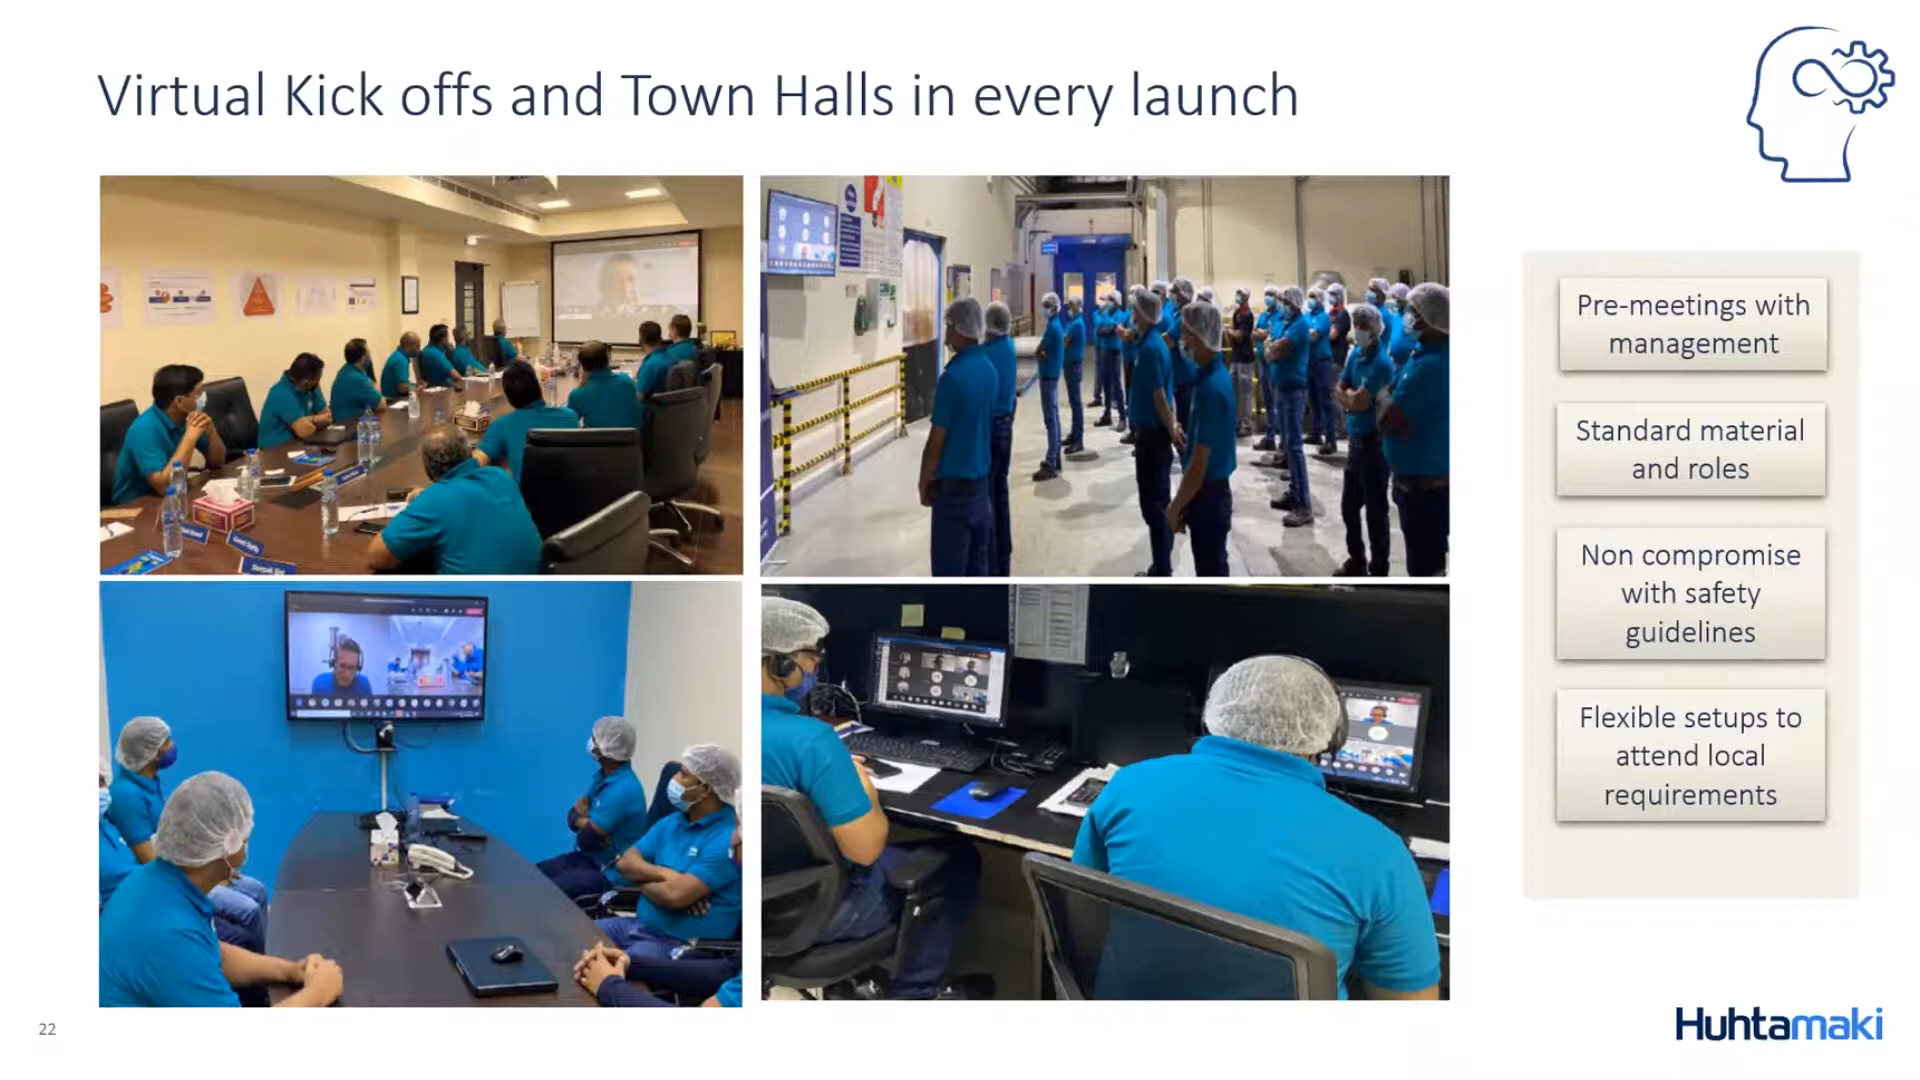 Virtual Kick offs and Town Halls in every launch
Pre-meetings with
management
Standard material
and roles
Non compromise
with safety
guidelines
Flexible setups to
attend local
requirements
22
Huhtamaki